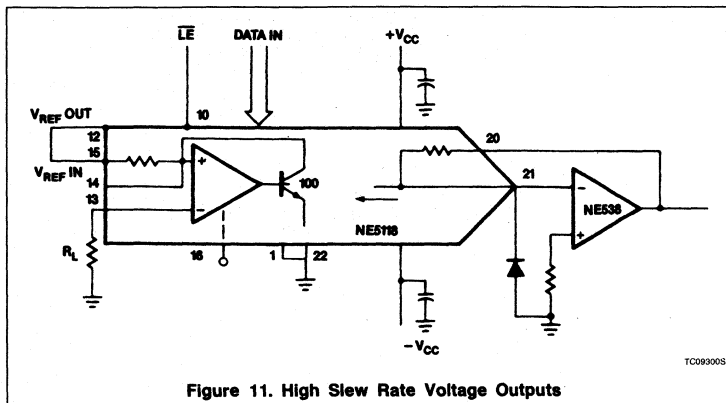 LE
DATA IN
+VCC
VREF OUT
10
12
20
15
VREF IN
+
21
14
100
−
13
−
NE538
NE5118
+
RL
16
1
22
−VCC
TC09300S
Figure 11. High Slew Rate Voltage Outputs